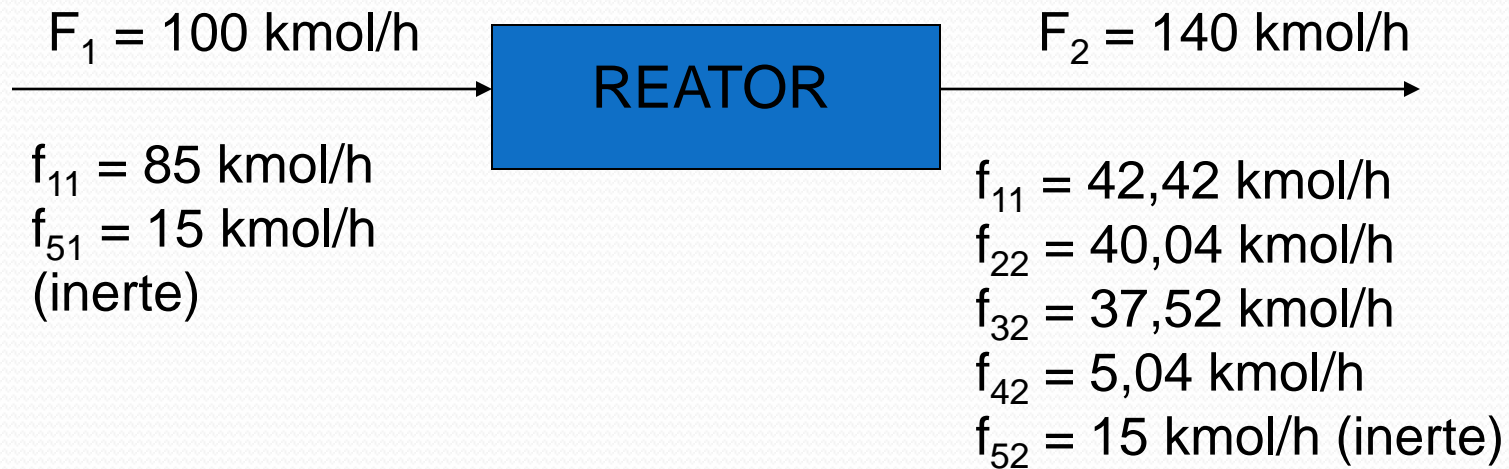 F₁ = 100 kmol/h
REATOR
F₂ = 140 kmol/h
f₁₁ = 85 kmol/h
f₅₁ = 15 kmol/h
(inerte)
f₁₁ = 42,42 kmol/h
f₂₂ = 40,04 kmol/h
f₃₂ = 37,52 kmol/h
f₄₂ = 5,04 kmol/h
f₅₂ = 15 kmol/h (inerte)